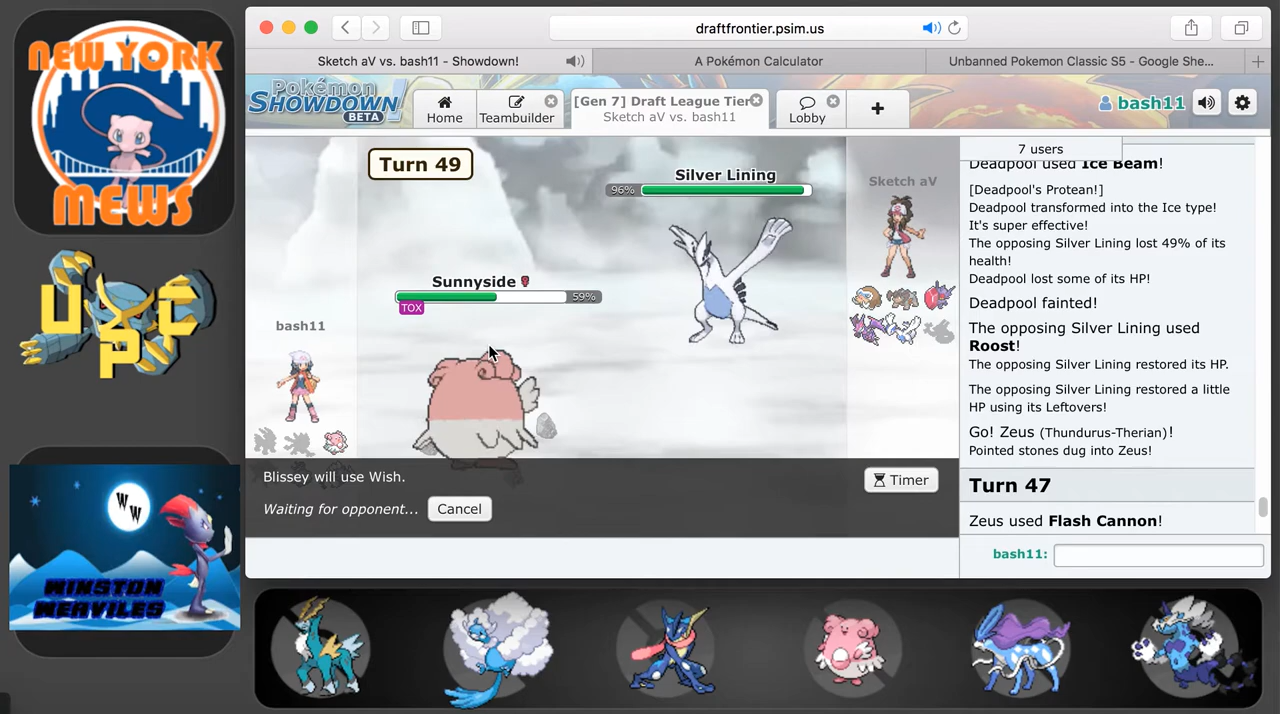 NEW YORK
MEWS
UPC
WW
WINSTON
WEAVILES
draftfrontier.psim.us
Sketch aV vs. bash11 - Showdown!
A Pokémon Calculator
Unbanned Pokemon Classic S5 - Google She...
Pokémon
SHOWDOWN!
BETA
Home
Teambuilder
[Gen 7] Draft League Tier
Sketch aV vs. bash11
Lobby
bash11
Turn 49
Silver Lining
96%
Sunnyside
59%
TOX
bash11
Sketch aV
Blissey will use Wish.
Waiting for opponent...
Cancel
Timer
7 users
Deadpool used Ice Beam!
[Deadpool's Protean!]
Deadpool transformed into the Ice type!
It's super effective!
The opposing Silver Lining lost 49% of its
health!
Deadpool lost some of its HP!
Deadpool fainted!
The opposing Silver Lining used
Roost!
The opposing Silver Lining restored its HP.
The opposing Silver Lining restored a little
HP using its Leftovers!
Go! Zeus (Thundurus-Therian)!
Pointed stones dug into Zeus!
Turn 47
Zeus used Flash Cannon!
bash11: